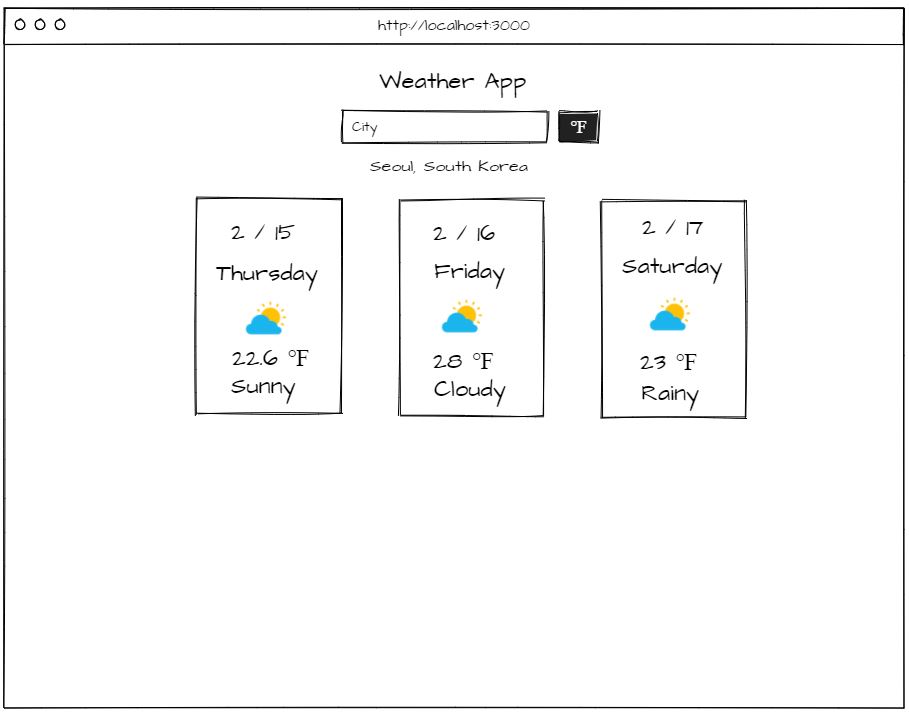 http://localhost:3000
Weather App
City °F
Seoul, South Korea
2 / 15
Thursday
22.6 °F
Sunny
2 / 16
Friday
28 °F
Cloudy
2 / 17
Saturday
23 °F
Rainy